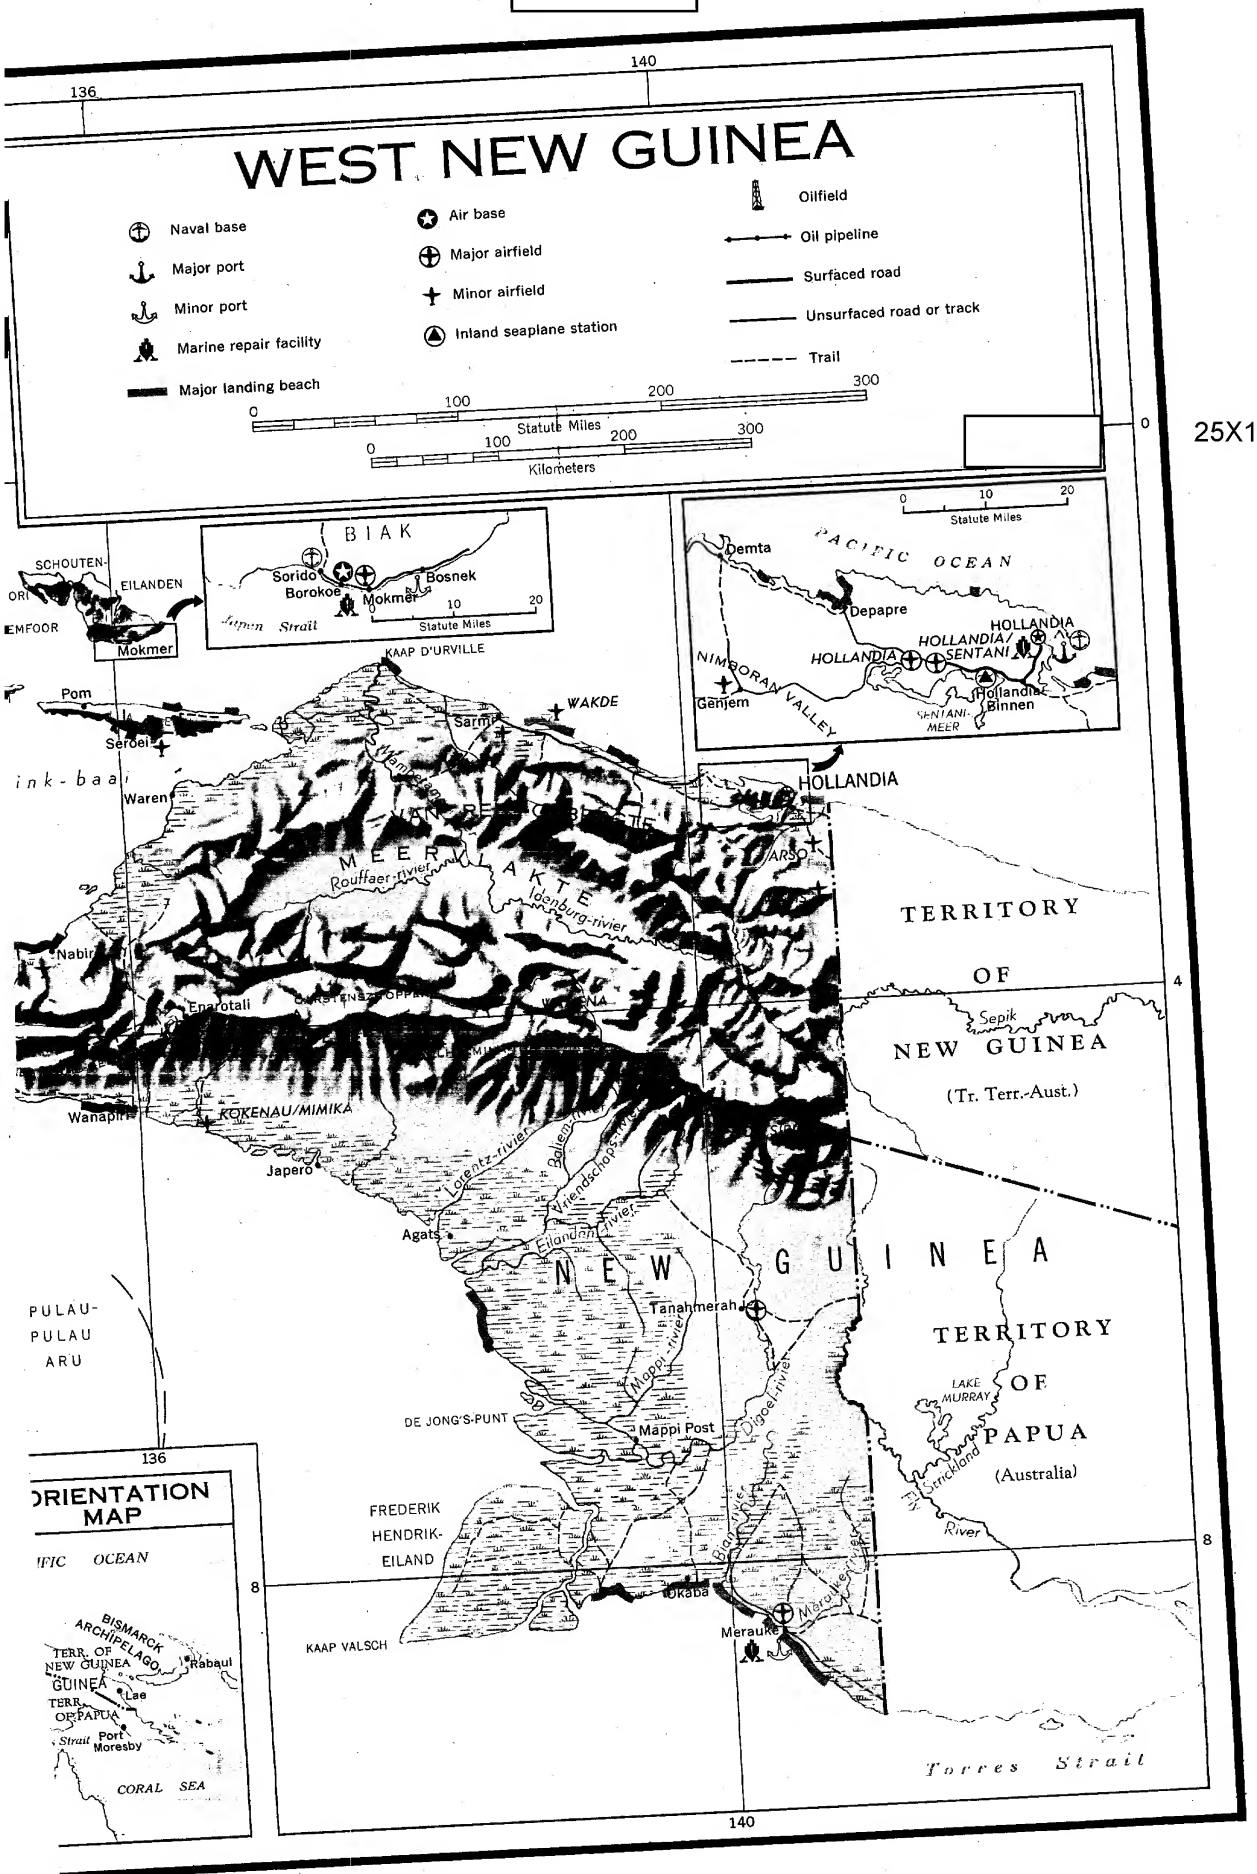 136
140
WEST NEW GUINEA
Naval base
Major port
Minor port
Marine repair facility
Major landing beach
Air base
Major airfield
Minor airfield
Inland seaplane station
Oilfield
Oil pipeline
Surfaced road
Unsurfaced road or track
Trail
0 100 200 300
Statute Miles
0 100 200 300
Kilometers
0
25X1
BIAK
Sorido
Borokoe
Mokmer
Bosnek
Japen Strait
0 10 20
Statute Miles
0 10 20
Statute Miles
PACIFIC OCEAN
Demta
Depapre
HOLLANDIA
HOLLANDIA/
SENTANI
HOLLANDIA
NIMBORAN VALLEY
Genjem
Hollandia
Binnen
SENTANI-
MEER
SCHOUTEN-
EILANDEN
ORI
EMFOOR
Mokmer
KAAP D'URVILLE
Pom
Seroei
WAKDE
Sarmi
ink-baai
Waren
HOLLANDIA
ARSO
MEERVLAKTE
Rouffaer-rivier
Idenburg-rivier
TERRITORY
OF
NEW GUINEA
(Tr. Terr.-Aust.)
Sepik
4
Enarotali
Wanapiri
KOKENAU/MIMIKA
Japero
Lorentz-rivier
Baliem-rivier
Vriendschaps-rivier
Agats
Eilanden-rivier
NEW GUINEA
Tanahmerah
PULAU-
PULAU
ARU
TERRITORY
OF
PAPUA
(Australia)
LAKE
MURRAY
Strickland
Fly
River
Mappi-rivier
Digoel-rivier
DE JONG'S-PUNT
Mappi Post
136
FREDERIK
HENDRIK-
EILAND
8
8
Bian-rivier
Merauke-rivier
Okaba
Merauke
KAAP VALSCH
Torres Strait
140
ORIENTATION
MAP
IFIC OCEAN
BISMARCK
ARCHIPELAGO
TERR. OF
NEW GUINEA
Rabaul
GUINEA
Lae
TERR.
OF PAPUA
Strait
Port
Moresby
CORAL SEA